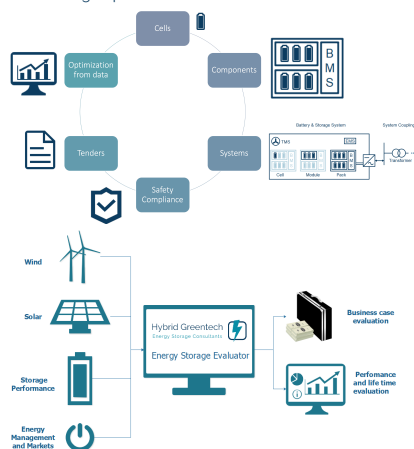 Cells
Optimization
from data
Components
B
M
S
Tenders
Systems
Safety
Compliance
Battery & Storage System
System Coupling
TMS
EMS
Cell
Module
Pack
Transformer
Wind
Solar
Storage
Performance
Energy
Management
and Markets
Hybrid Greentech
Energy Storage Consultants
Energy Storage Evaluator
Business case
evaluation
Perfomance
and life time
evaluation